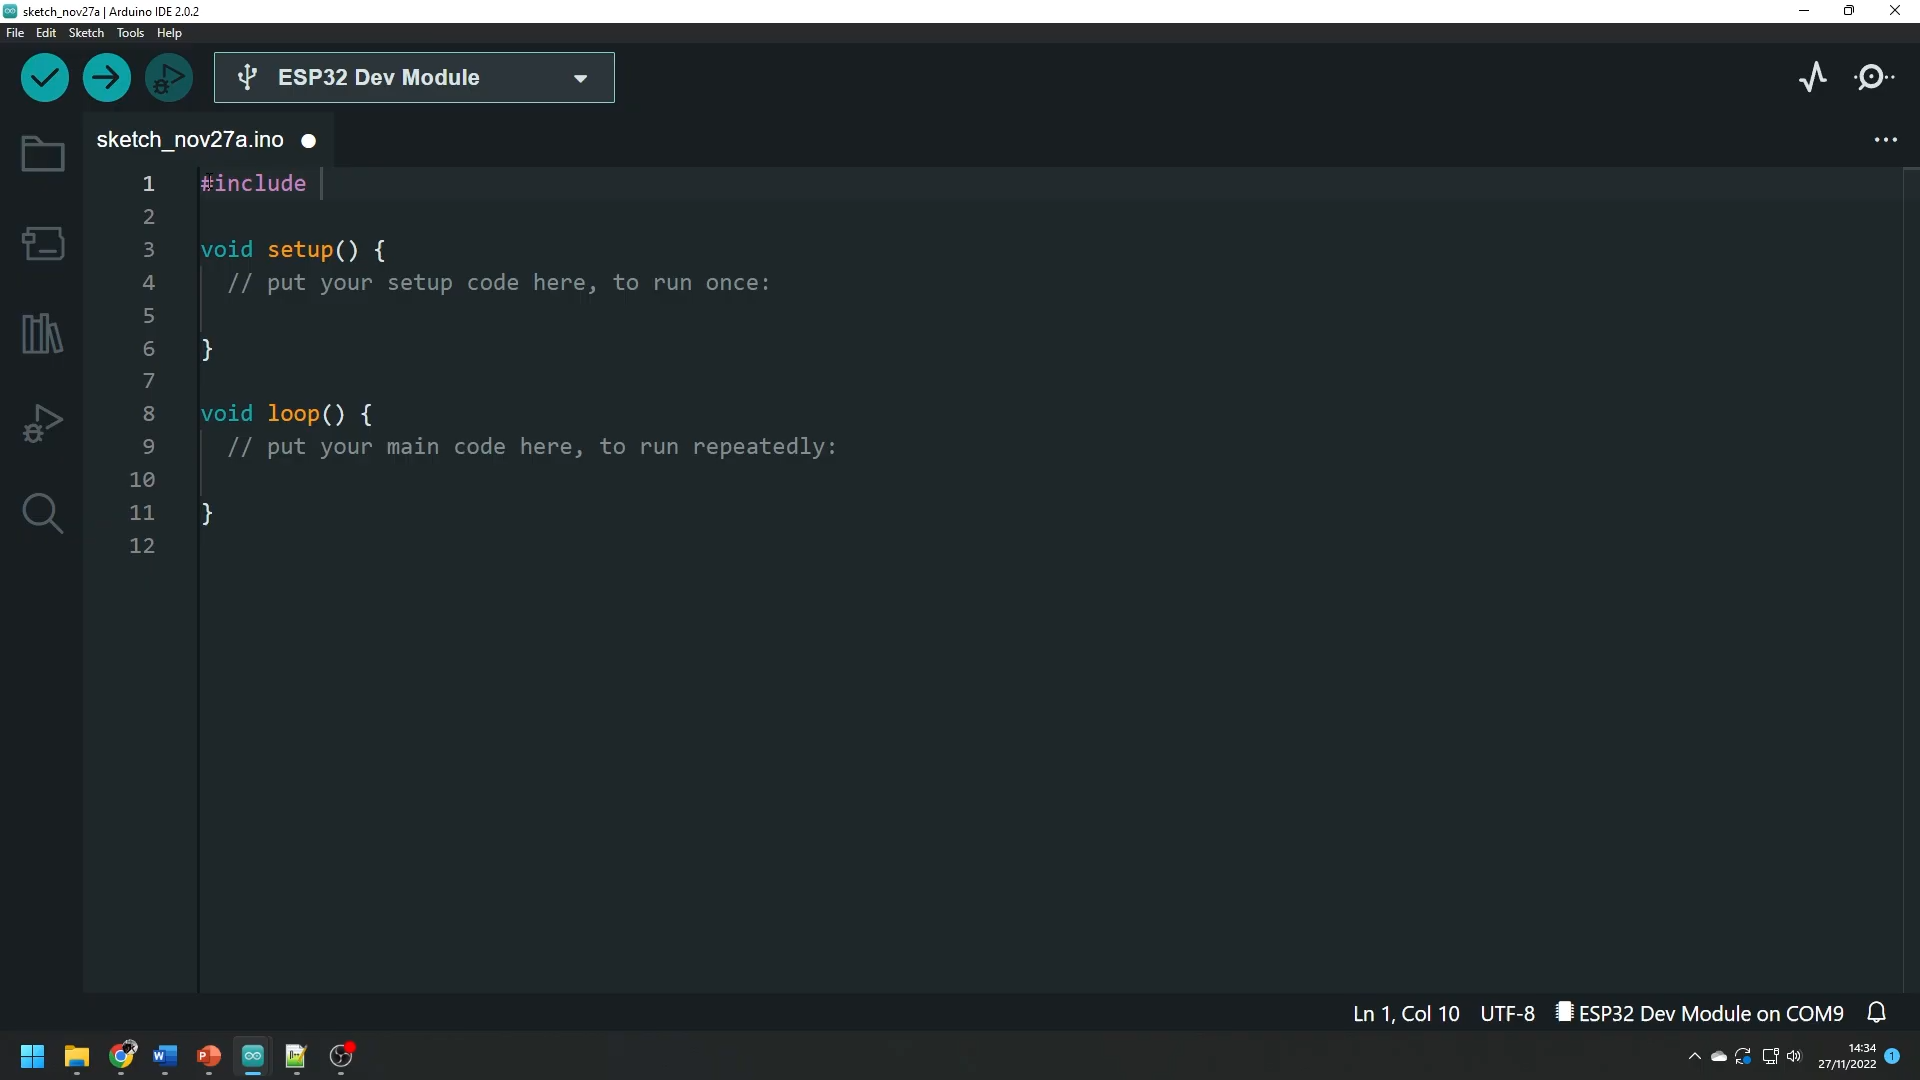 sketch_nov27a | Arduino IDE 2.0.2
File Edit Sketch Tools Help
ESP32 Dev Module
sketch_nov27a.ino
1 #include
2
3 void setup() {
4 // put your setup code here, to run once:
5
6 }
7
8 void loop() {
9 // put your main code here, to run repeatedly:
10
11 }
12
Ln 1, Col 10 UTF-8 ESP32 Dev Module on COM9
14:34
27/11/2022 1